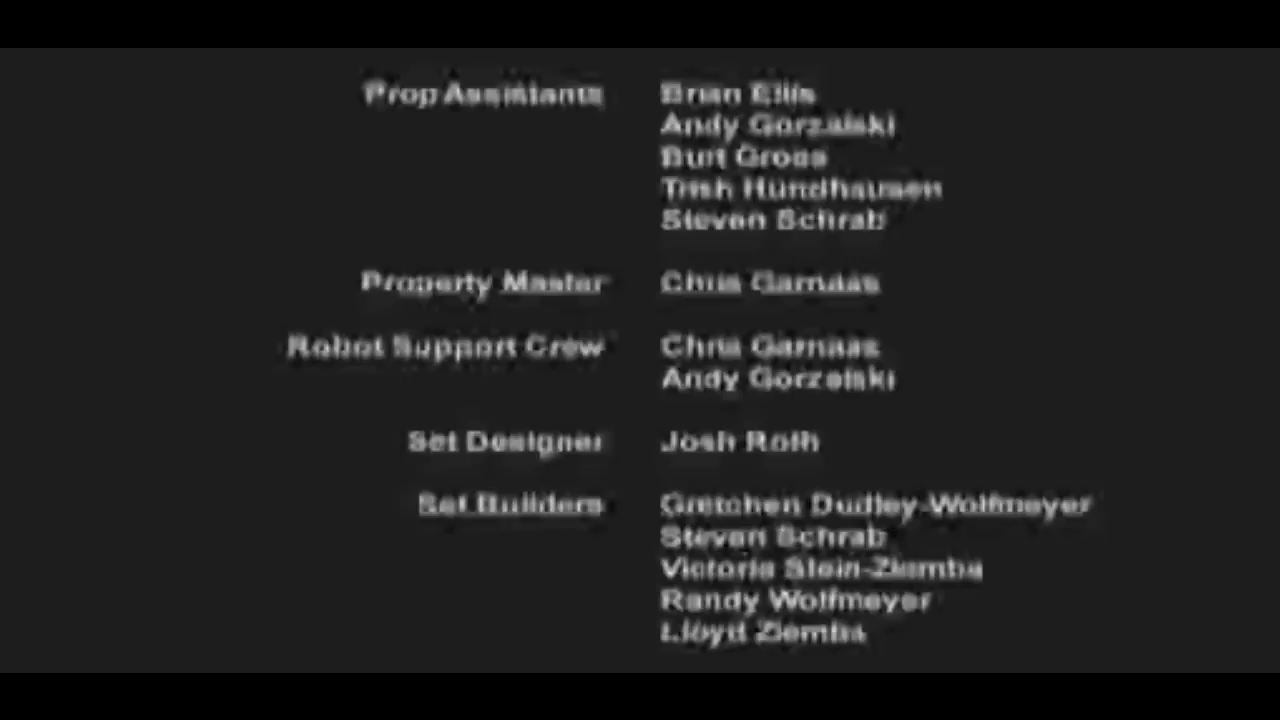 Prop Assistants Brian Ellis
Andy Gorzalski
Burt Gross
Trish Hundhausen
Steven Schrab
Property Master Chris Garnaas
Robot Support Crew Chris Garnaas
Andy Gorzalski
Set Designer Josh Roth
Set Builders Gretchen Dudley-Wolfmeyer
Steven Schrab
Victoria Stein-Ziemba
Randy Wolfmeyer
Lloyd Ziemba